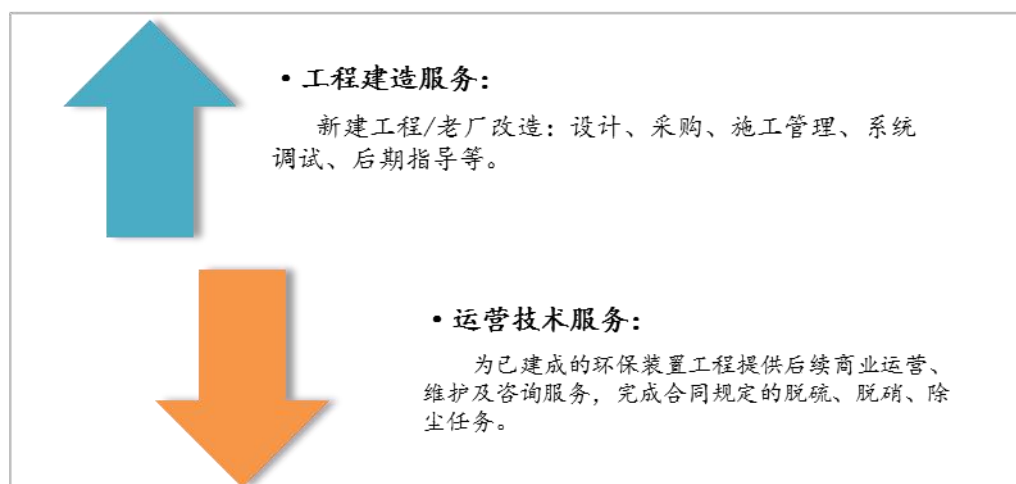 • 工程建造服务：
新建工程/老厂改造：设计、采购、施工管理、系统
调试、后期指导等。
• 运营技术服务：
为已建成的环保装置工程提供后续商业运营、
维护及咨询服务，完成合同规定的脱硫、脱硝、除
尘任务。